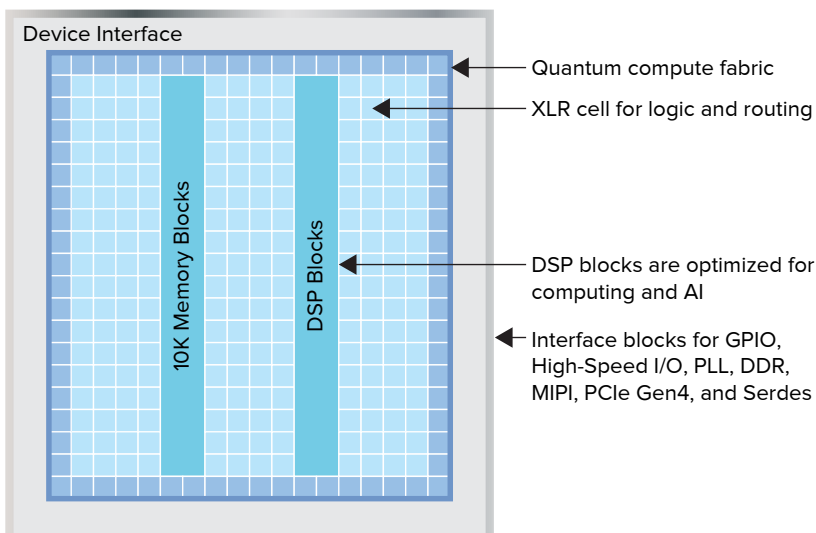 Device Interface
Quantum compute fabric
XLR cell for logic and routing
10K Memory Blocks
DSP Blocks
DSP blocks are optimized for
computing and AI
Interface blocks for GPIO,
High-Speed I/O, PLL, DDR,
MIPI, PCIe Gen4, and Serdes